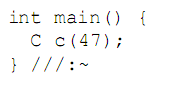 int main() {
  C c(47);
} ///:~